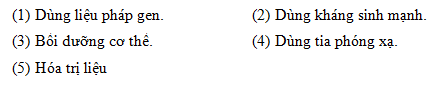 (1) Dùng liệu pháp gen. (2) Dùng kháng sinh mạnh.
(3) Bồi dưỡng cơ thể. (4) Dùng tia phóng xạ.
(5) Hóa trị liệu